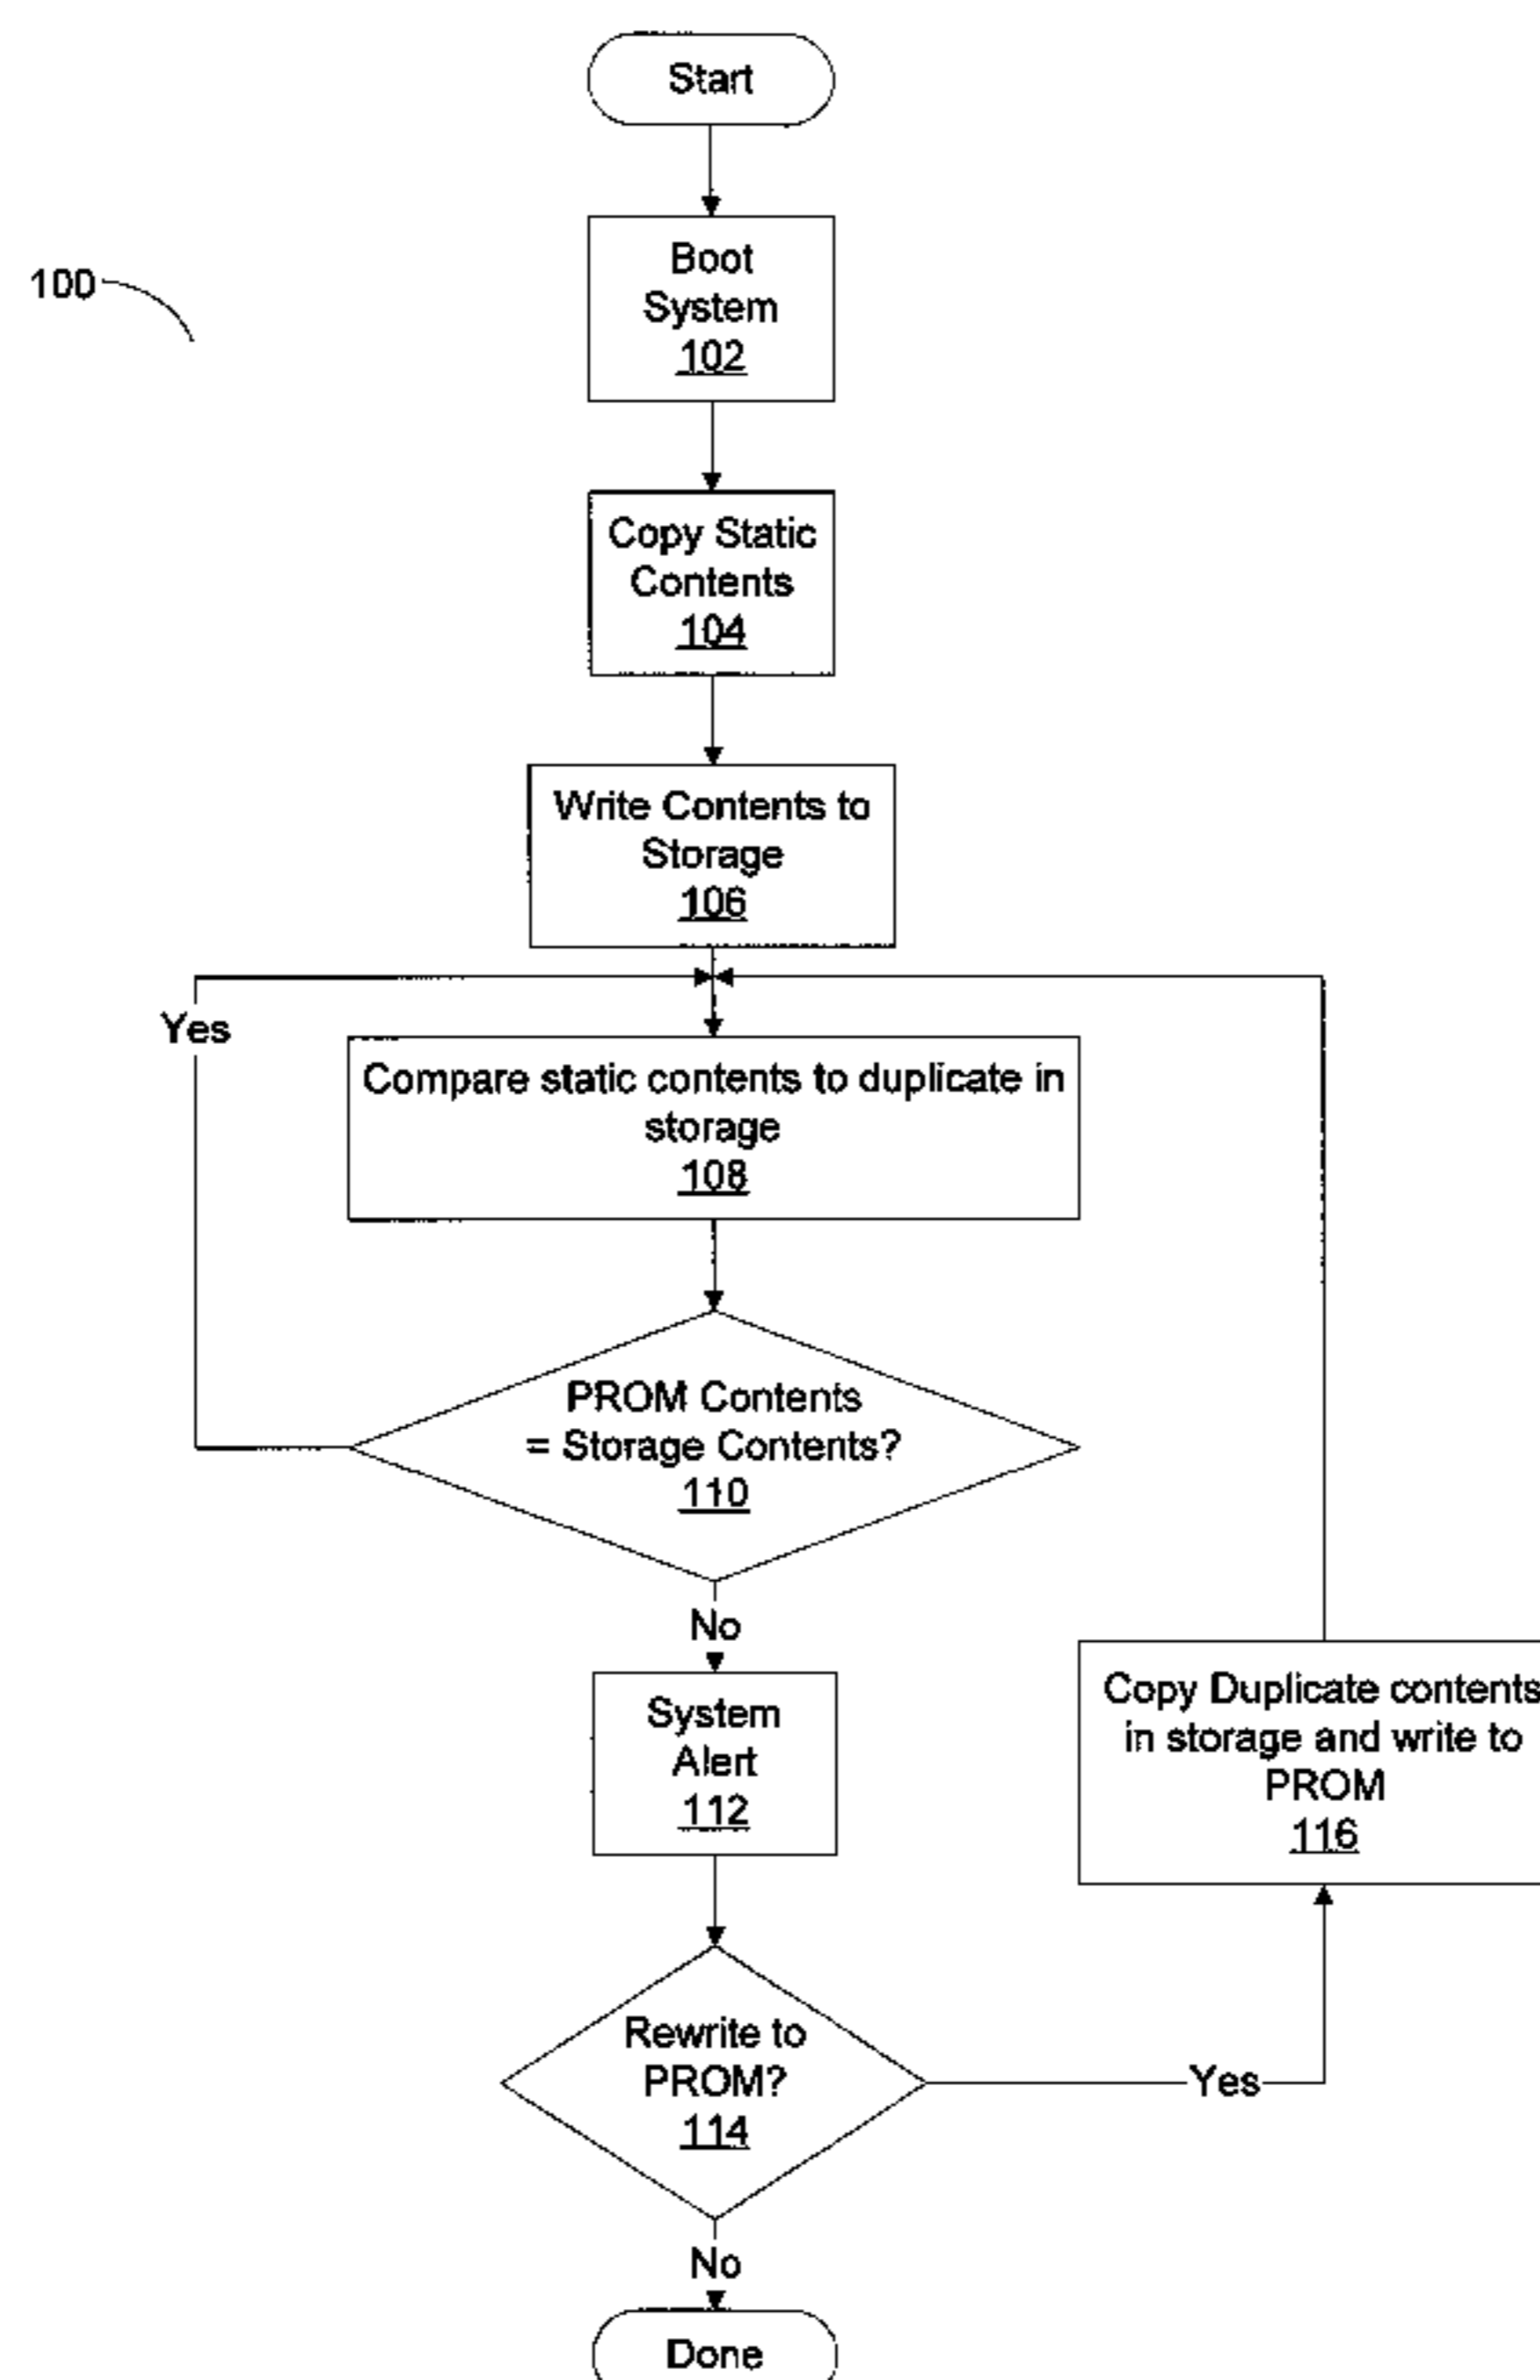 Start
100
Boot
System
102
Copy Static
Contents
104
Write Contents to
Storage
106
Yes
Compare static contents to duplicate in
storage
108
PROM Contents
= Storage Contents?
110
No
System
Alert
112
Copy Duplicate contents
in storage and write to
PROM
116
Rewrite to
PROM?
114
Yes
No
Done